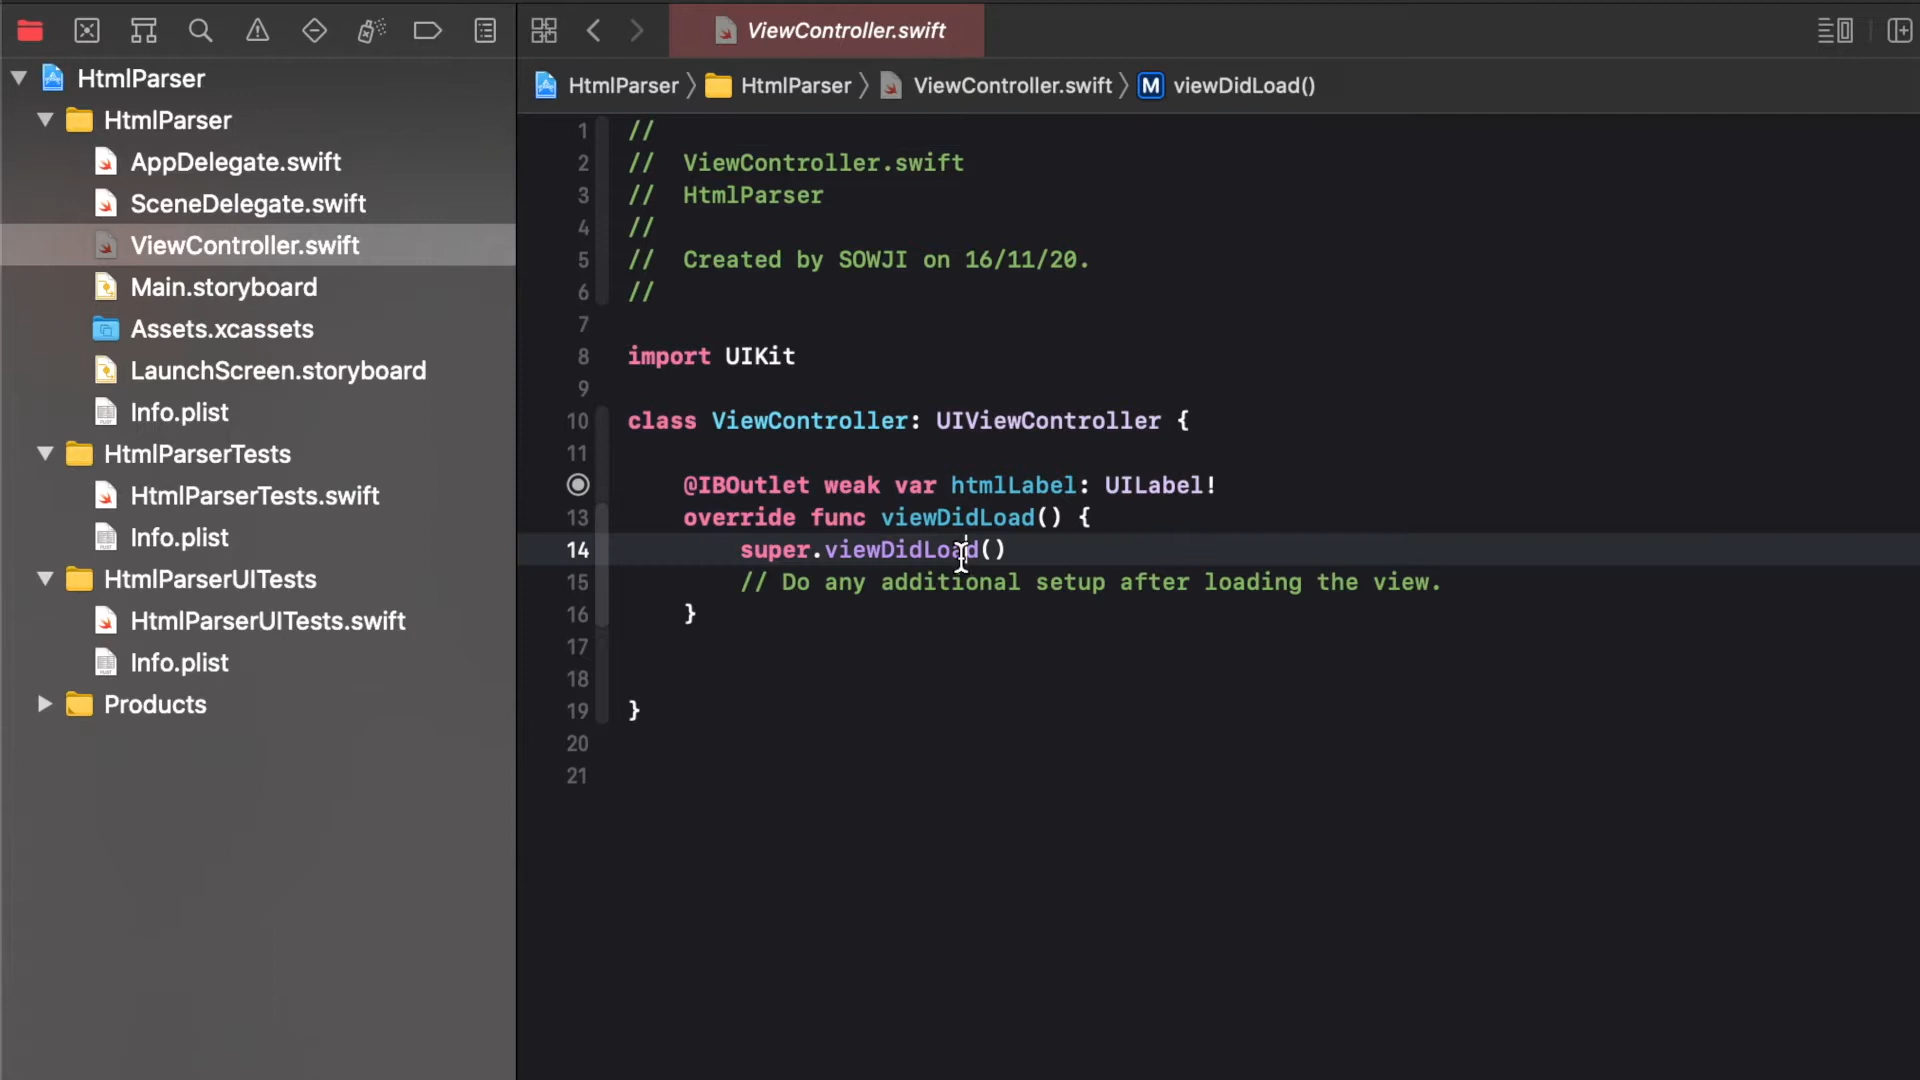 ViewController.swift
HtmlParser
HtmlParser
AppDelegate.swift
SceneDelegate.swift
ViewController.swift
Main.storyboard
Assets.xcassets
LaunchScreen.storyboard
Info.plist
HtmlParserTests
HtmlParserTests.swift
Info.plist
HtmlParserUITests
HtmlParserUITests.swift
Info.plist
Products
HtmlParser 〉 HtmlParser 〉 ViewController.swift 〉 M viewDidLoad()
1 //
2 //  ViewController.swift
3 //  HtmlParser
4 //
5 //  Created by SOWJI on 16/11/20.
6 //
7
8 import UIKit
9
10 class ViewController: UIViewController {
11
@IBOutlet weak var htmlLabel: UILabel!
13 override func viewDidLoad() {
14 super.viewDidLoad()
15 // Do any additional setup after loading the view.
16 }
17
18
19 }
20
21